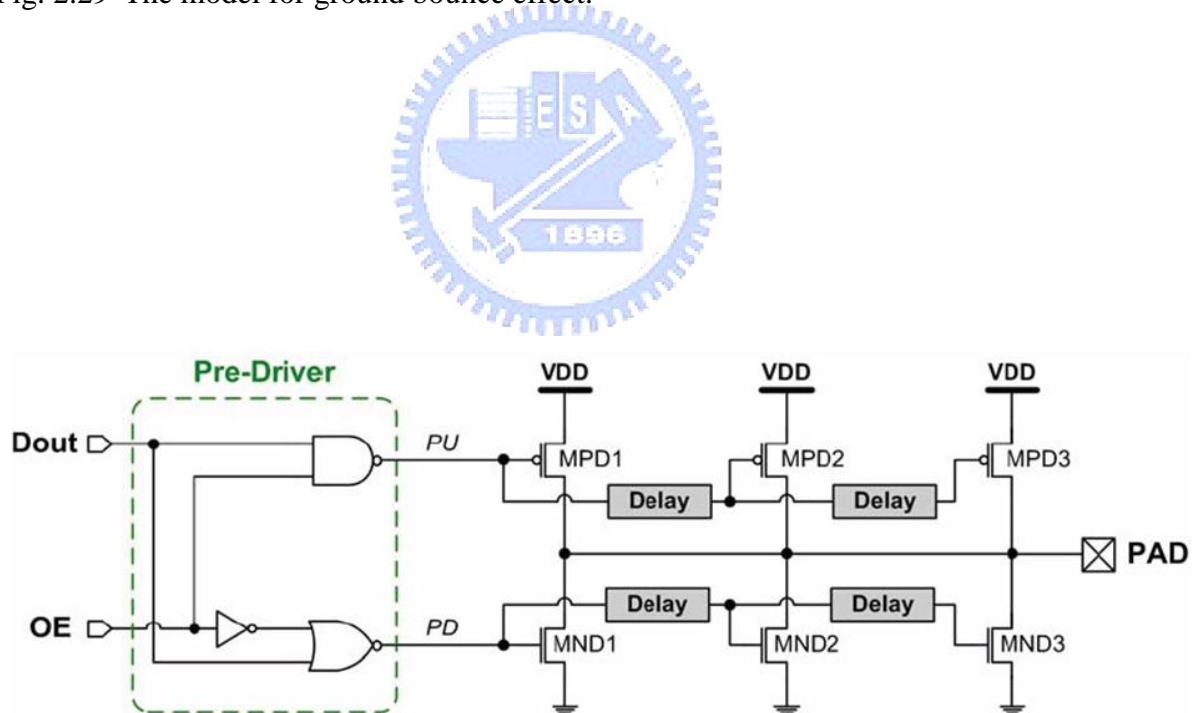 Fig. 2.29 The model for ground bounce effect.
E S A
1896
Pre-Driver
VDD VDD VDD
Dout
PU
MPD1 MPD2 MPD3
Delay Delay
PAD
Delay Delay
OE
PD
MND1 MND2 MND3